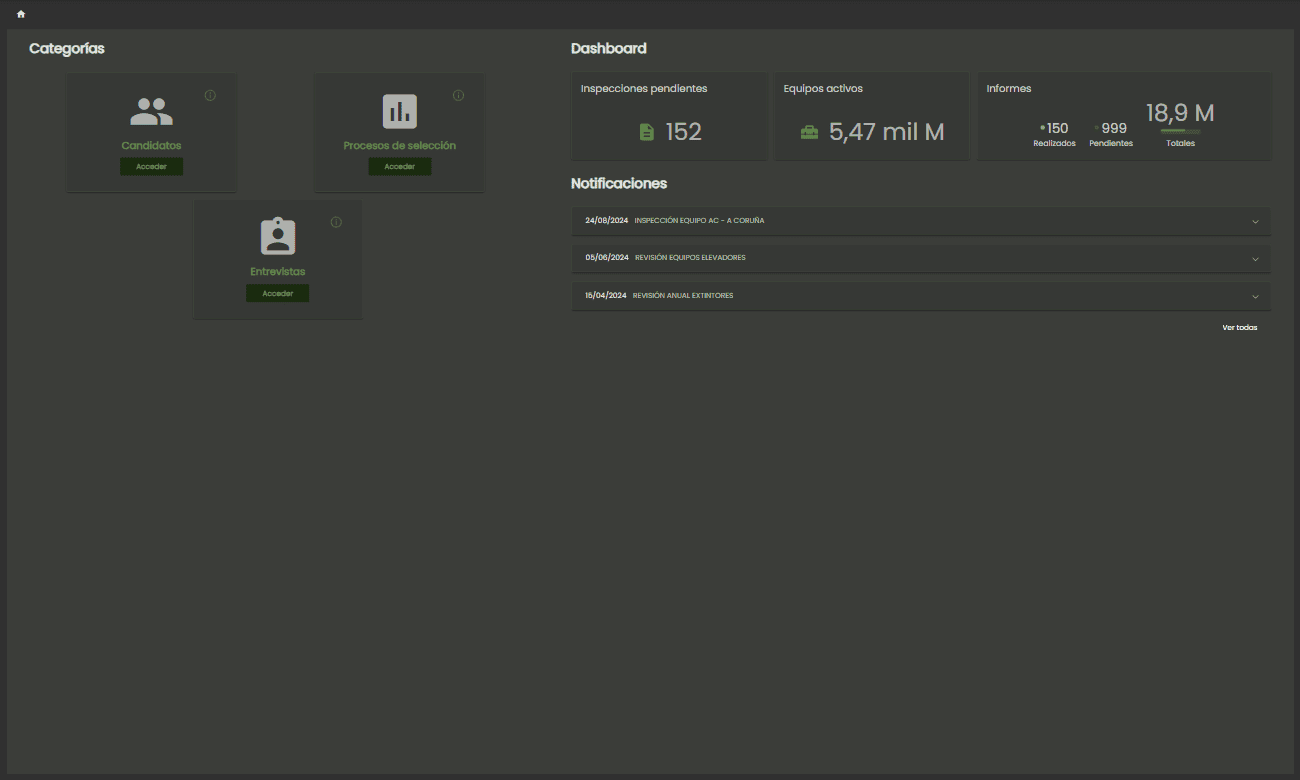 Categorías
Candidatos
Acceder
Procesos de selección
Acceder
Entrevistas
Acceder
Dashboard
Inspecciones pendientes
152
Equipos activos
5,47 mil M
Informes
150
Realizados
999
Pendientes
18,9 M
Totales
Notificaciones
24/08/2024 INSPECCIÓN EQUIPO AC - A CORUÑA
05/06/2024 REVISIÓN EQUIPOS ELEVADORES
15/04/2024 REVISIÓN ANUAL EXTINTORES
Ver todas